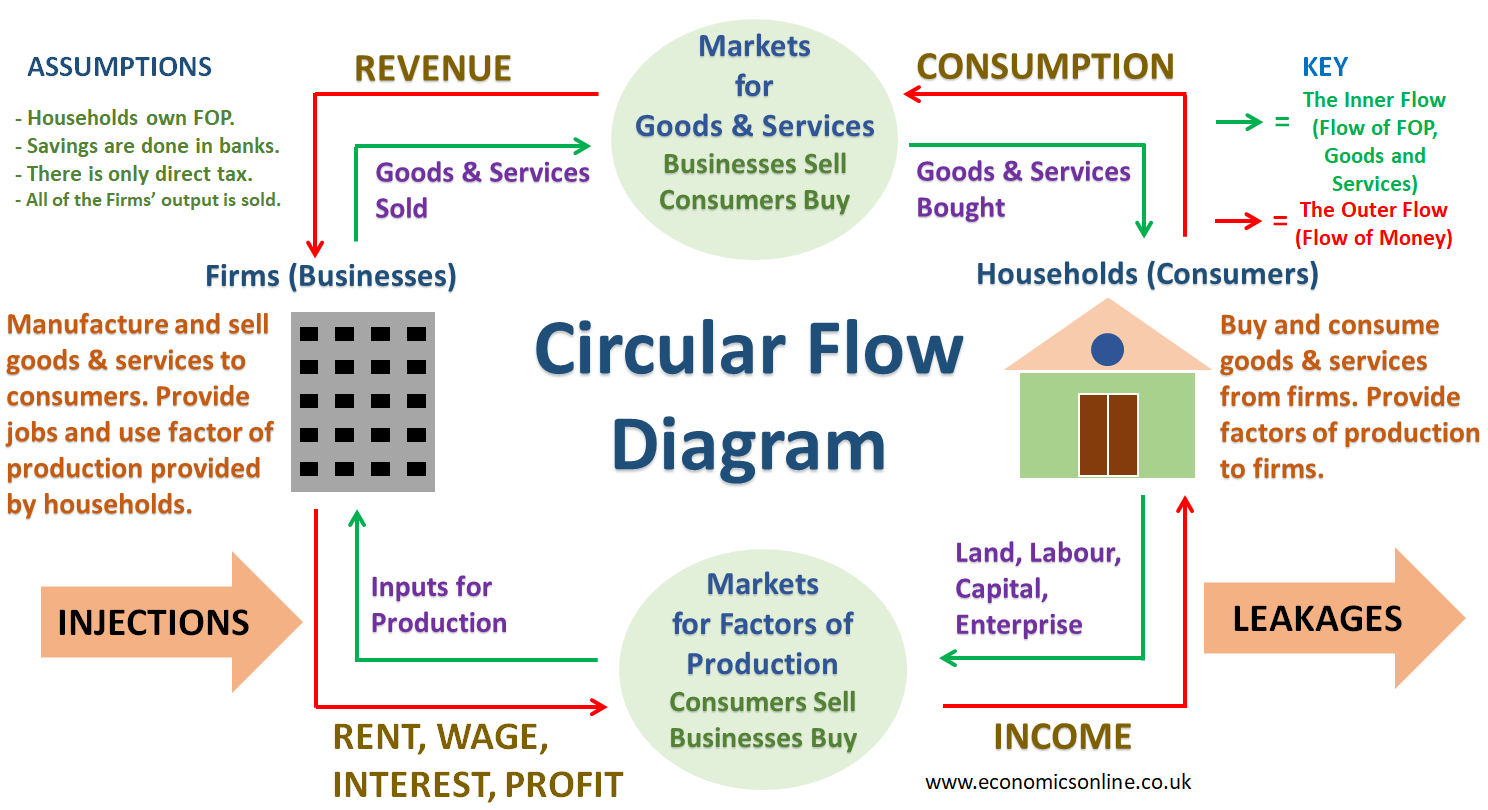 ASSUMPTIONS
- Households own FOP.
- Savings are done in banks.
- There is only direct tax.
- All of the Firms' output is sold.
REVENUE
Markets
for
Goods & Services
Businesses Sell
Consumers Buy
CONSUMPTION
KEY
=
The Inner Flow
(Flow of FOP,
Goods and
Services)
=
The Outer Flow
(Flow of Money)
Goods & Services
Sold
Goods & Services
Bought
Firms (Businesses)
Households (Consumers)
Manufacture and sell
goods & services to
consumers. Provide
jobs and use factor of
production provided
by households.
Circular Flow
Diagram
Buy and consume
goods & services
from firms. Provide
factors of production
to firms.
INJECTIONS
Inputs for
Production
Markets
for Factors of
Production
Consumers Sell
Businesses Buy
Land, Labour,
Capital,
Enterprise
LEAKAGES
RENT, WAGE,
INTEREST, PROFIT
INCOME
www.economicsonline.co.uk